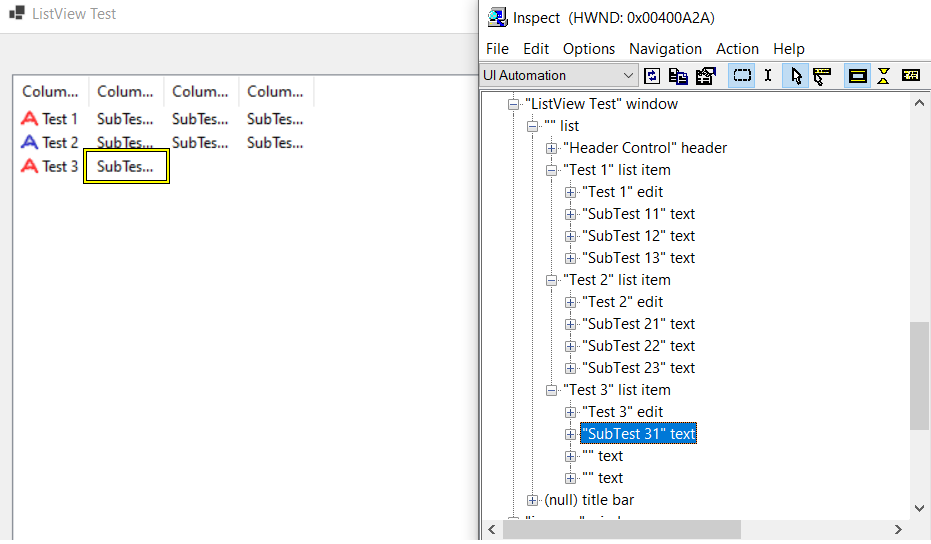 ListView Test
Colum... Colum... Colum... Colum...
Test 1 SubTes... SubTes... SubTes...
Test 2 SubTes... SubTes... SubTes...
Test 3 SubTes...
Inspect (HWND: 0x00400A2A)
File Edit Options Navigation Action Help
UI Automation
"ListView Test" window
"" list
"Header Control" header
"Test 1" list item
"Test 1" edit
"SubTest 11" text
"SubTest 12" text
"SubTest 13" text
"Test 2" list item
"Test 2" edit
"SubTest 21" text
"SubTest 22" text
"SubTest 23" text
"Test 3" list item
"Test 3" edit
"SubTest 31" text
"" text
"" text
(null) title bar